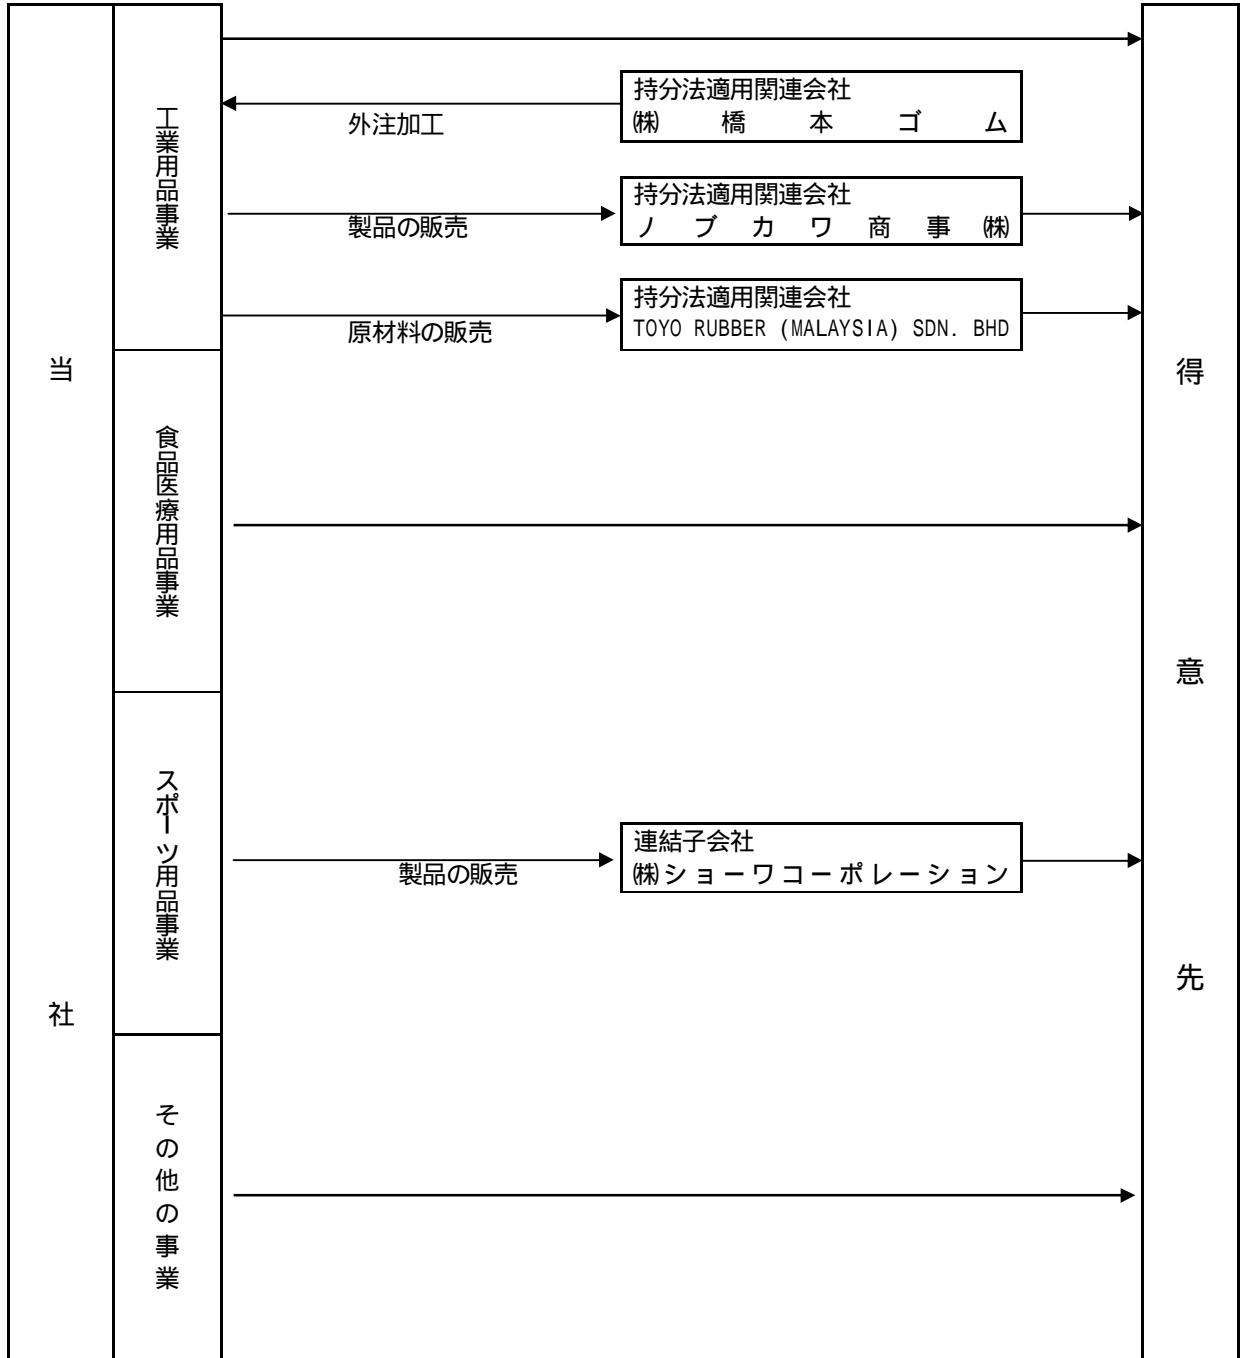 当社
工業用品事業
持分法適用関連会社
㈱橋本ゴム
外注加工
持分法適用関連会社
ノブカワ商事㈱
製品の販売
持分法適用関連会社
TOYO RUBBER (MALAYSIA) SDN. BHD
原材料の販売
食品医療用品事業
スポーツ用品事業
連結子会社
㈱ショーワコーポレーション
製品の販売
その他の事業
得意先